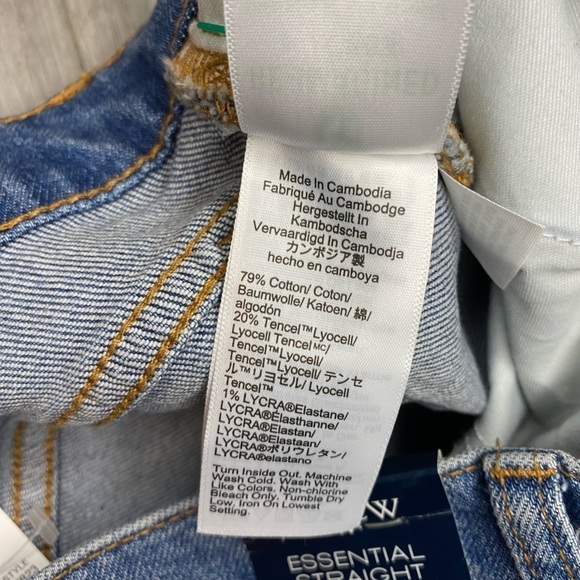 Made In Cambodia
Fabriqué Au Cambodge
Hergestellt In
Kambodscha
Vervaardigd In Cambodja
カンボジア製
hecho en camboya
79% Cotton/ Coton/
Baumwolle/ Katoen/ 綿/
algodón
20% Tencel™Lyocell/
Lyocell Tencel ᴹᶜ/
Tencel™Lyocell/
Tencel™Lyocell/ テンセ
ル™リヨセル/ Lyocell
Tencel™
1% LYCRA®Elastane/
LYCRA®Élasthanne/
LYCRA®Elastan/
LYCRA®Elastaan/
LYCRA®ポリウレタン/
LYCRA®elastano
Turn Inside Out. Machine
Wash Cold. Wash With
Like Colors. Non-chlorine
Bleach Only. Tumble Dry
Low, Iron On Lowest
Setting.
W
ESSENTIAL
STRAIGHT
STYLE